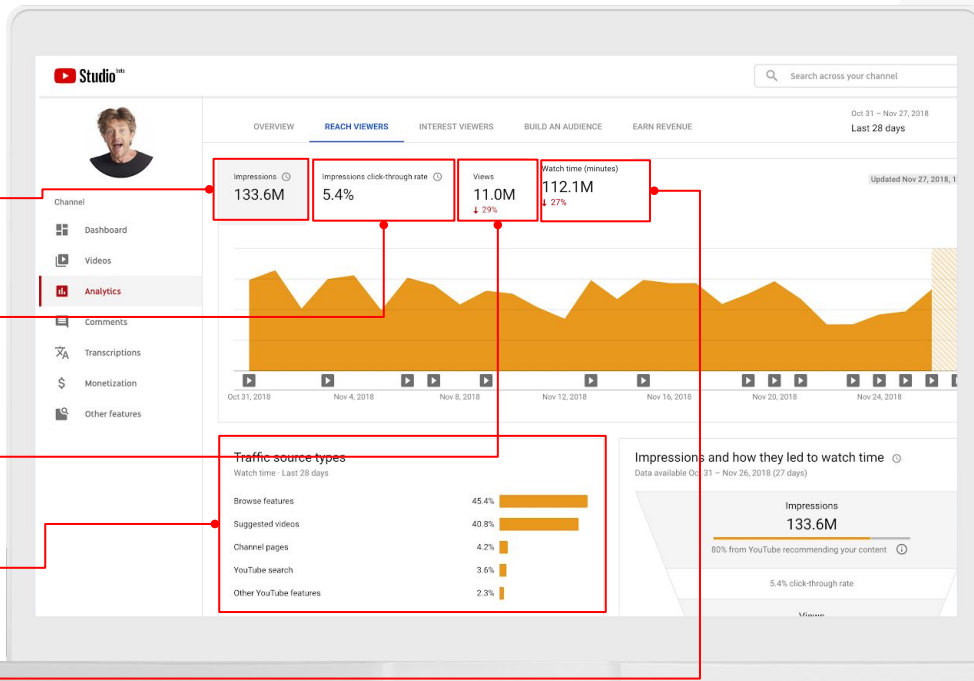 Studio beta
Search across your channel
OVERVIEW
REACH VIEWERS
INTEREST VIEWERS
BUILD AN AUDIENCE
EARN REVENUE
Oct 31 – Nov 27, 2018
Last 28 days
Impressions
133.6M
Impressions click-through rate
5.4%
Views
11.0M
↓ 29%
Watch time (minutes)
112.1M
↓ 27%
Updated Nov 27, 2018, 1
Channel
Dashboard
Videos
Analytics
Comments
Transcriptions
Monetization
Other features
Oct 31, 2018
Nov 4, 2018
Nov 8, 2018
Nov 12, 2018
Nov 16, 2018
Nov 20, 2018
Nov 24, 2018
Traffic source types
Watch time · Last 28 days
Browse features 45.4%
Suggested videos 40.8%
Channel pages 4.2%
YouTube search 3.6%
Other YouTube features 2.3%
Impressions and how they led to watch time
Data available Oct 31 – Nov 26, 2018 (27 days)
Impressions
133.6M
80% from YouTube recommending your content
5.4% click-through rate
Views